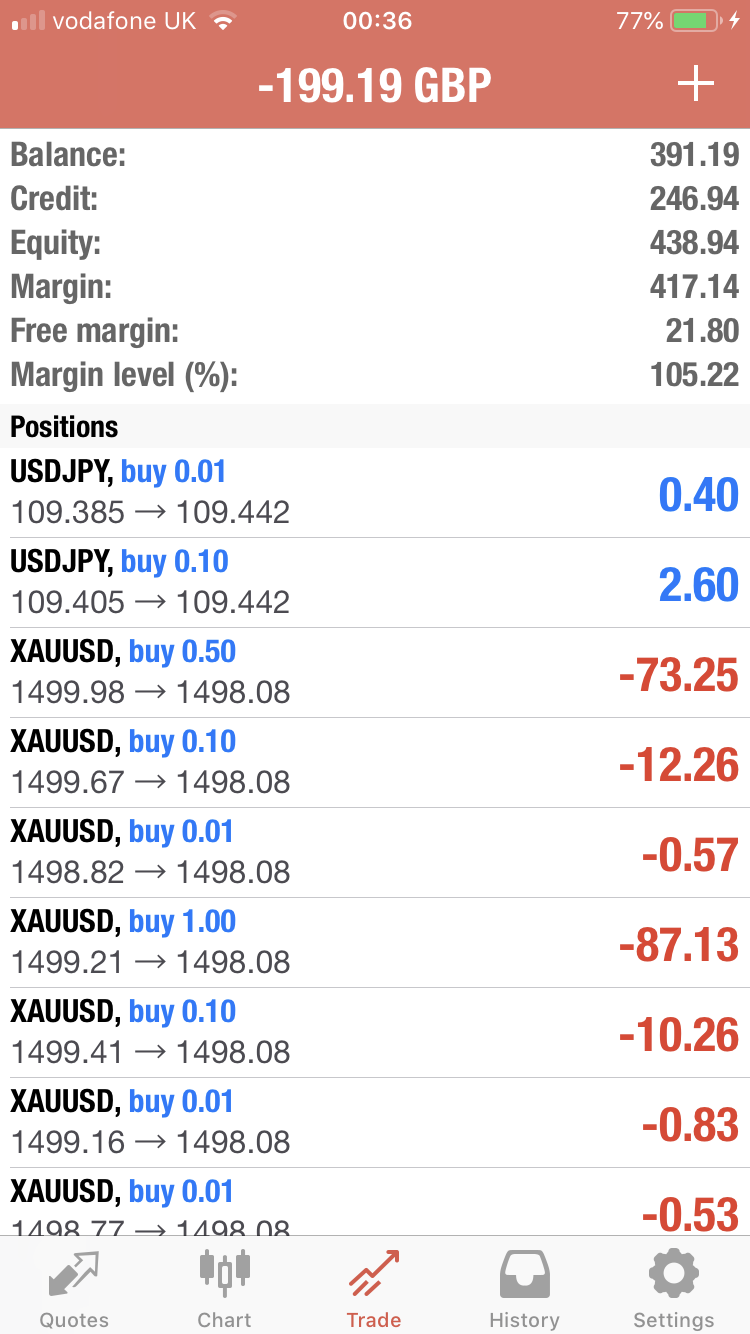 vodafone UK 00:36 77%
-199.19 GBP
Balance: 391.19
Credit: 246.94
Equity: 438.94
Margin: 417.14
Free margin: 21.80
Margin level (%): 105.22
Positions
USDJPY, buy 0.01
109.385 → 109.442 0.40
USDJPY, buy 0.10
109.405 → 109.442 2.60
XAUUSD, buy 0.50
1499.98 → 1498.08 -73.25
XAUUSD, buy 0.10
1499.67 → 1498.08 -12.26
XAUUSD, buy 0.01
1498.82 → 1498.08 -0.57
XAUUSD, buy 1.00
1499.21 → 1498.08 -87.13
XAUUSD, buy 0.10
1499.41 → 1498.08 -10.26
XAUUSD, buy 0.01
1499.16 → 1498.08 -0.83
XAUUSD, buy 0.01
1498.77 → 1498.08 -0.53
Quotes Chart Trade History Settings